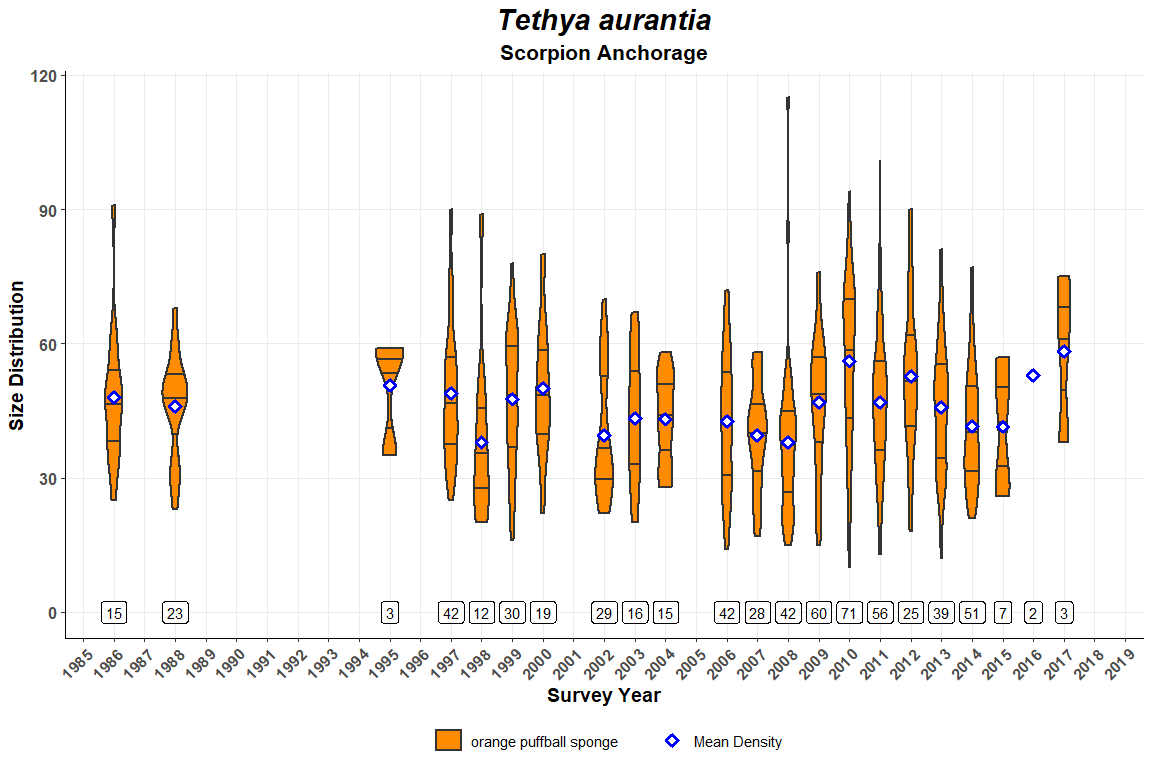 Tethya aurantia
Scorpion Anchorage
120
90
60
30
0
Size Distribution
15 23 3 42 12 30 19 29 16 15 42 28 42 60 71 56 25 39 51 7 2 3
1985 1986 1987 1988 1989 1990 1991 1992 1993 1994 1995 1996 1997 1998 1999 2000 2001 2002 2003 2004 2005 2006 2007 2008 2009 2010 2011 2012 2013 2014 2015 2016 2017 2018 2019
Survey Year
orange puffball sponge Mean Density